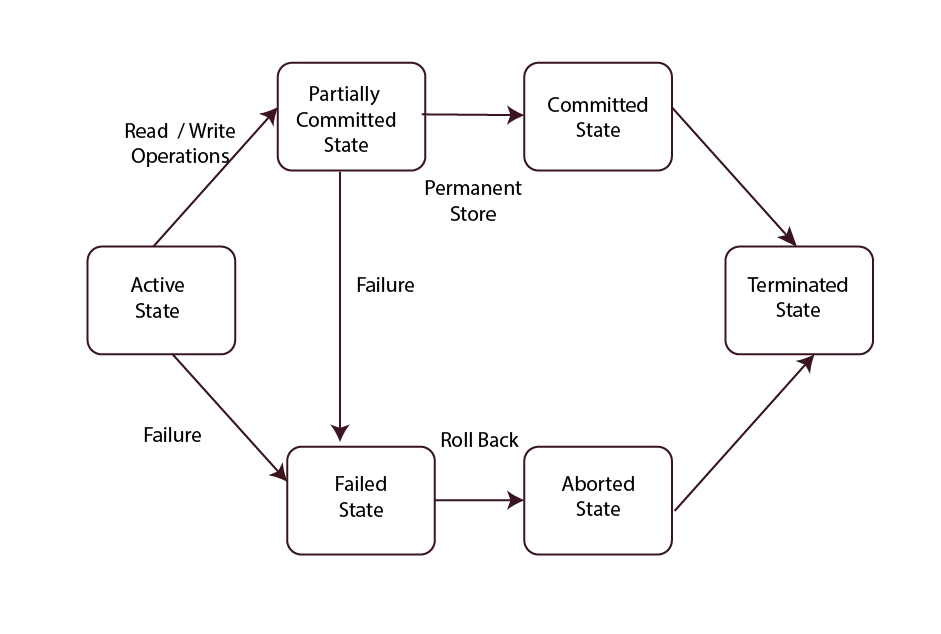 Partially
Committed
State
Committed
State
Read / Write
Operations
Permanent
Store
Active
State
Failure
Terminated
State
Failure
Roll Back
Failed
State
Aborted
State